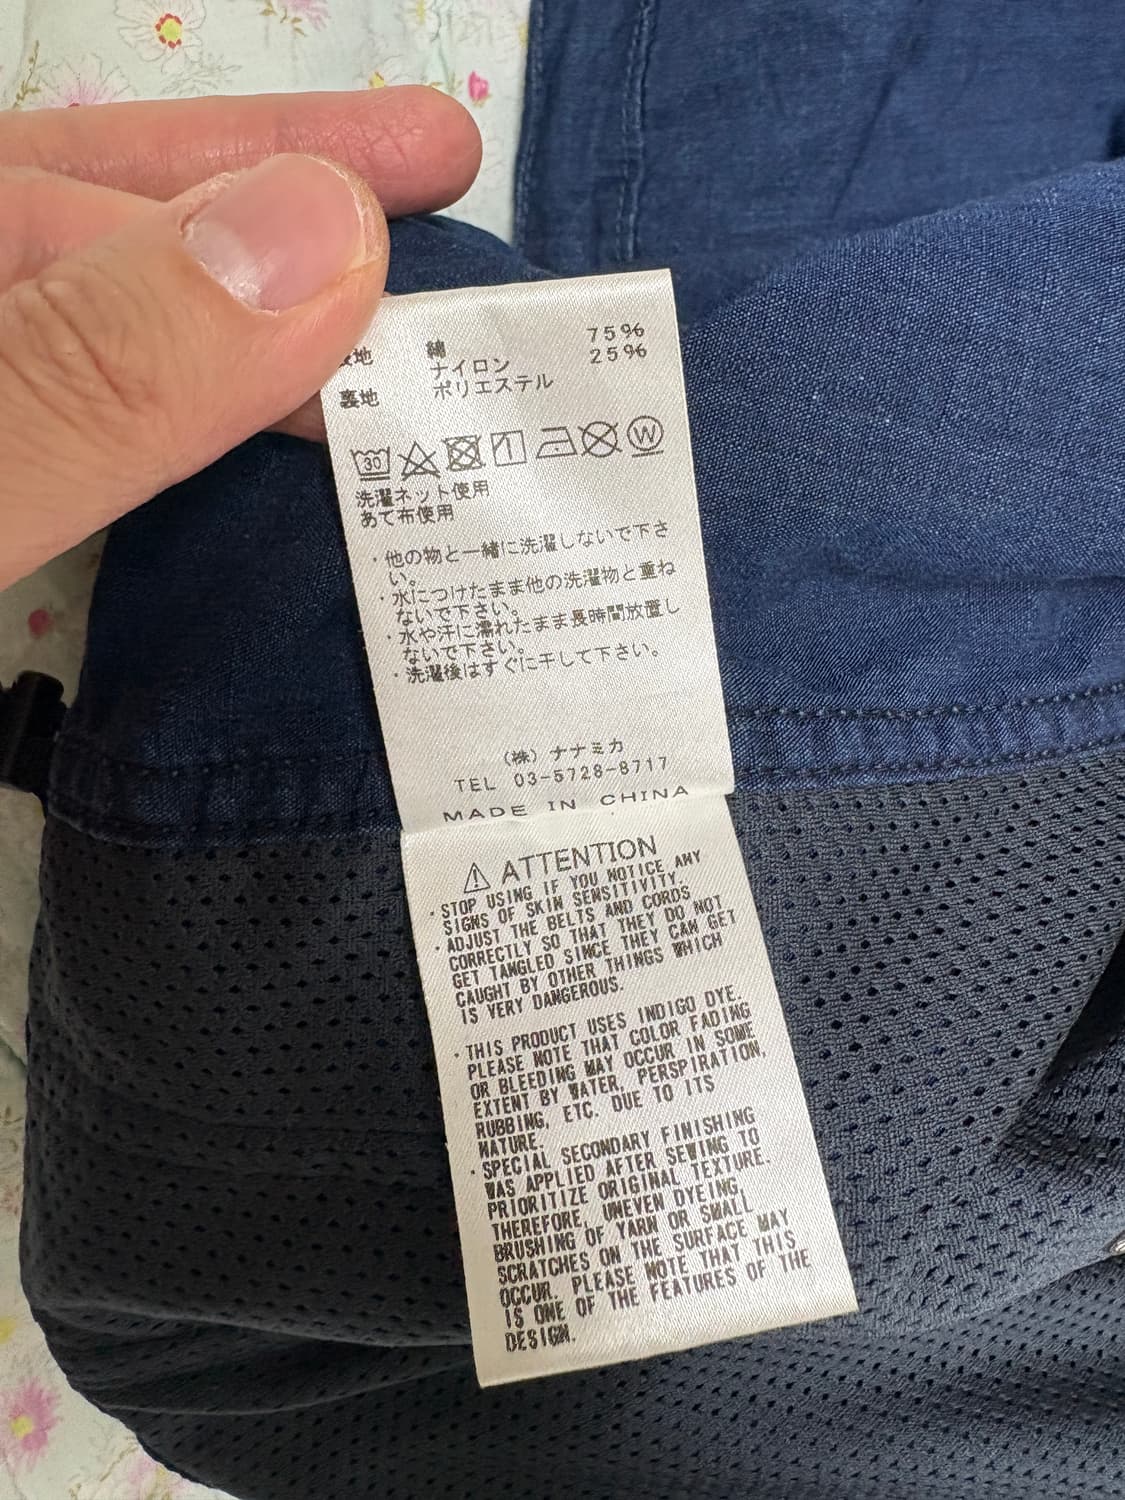 表地 綿 75%
ナイロン 25%
裏地 ポリエステル
30 W
洗濯ネット使用
あて布使用
・他の物と一緒に洗濯しないで下さ
い。
・水につけたまま他の洗濯物と重ね
ないで下さい。
・水や汗に濡れたまま長時間放置し
ないで下さい。
・洗濯後はすぐに干して下さい。
(株)ナナミカ
TEL 03-5728-8717
MADE IN CHINA
⚠ ATTENTION
・STOP USING IF YOU NOTICE ANY
SIGNS OF SKIN SENSITIVITY.
・ADJUST THE BELTS AND CORDS
CORRECTLY SO THAT THEY DO NOT
GET TANGLED SINCE THEY CAN GET
CAUGHT BY OTHER THINGS WHICH
IS VERY DANGEROUS.
・THIS PRODUCT USES INDIGO DYE.
PLEASE NOTE THAT COLOR FADING
OR BLEEDING MAY OCCUR IN SOME
EXTENT BY WATER, PERSPIRATION,
RUBBING, ETC. DUE TO ITS
NATURE.
・SPECIAL SECONDARY FINISHING
WAS APPLIED AFTER SEWING TO
PRIORITIZE ORIGINAL TEXTURE.
THEREFORE, UNEVEN DYEING,
BRUSHING OF YARN OR SMALL
SCRATCHES ON THE SURFACE MAY
OCCUR. PLEASE NOTE THAT THIS
IS ONE OF THE FEATURES OF THE
DESIGN.